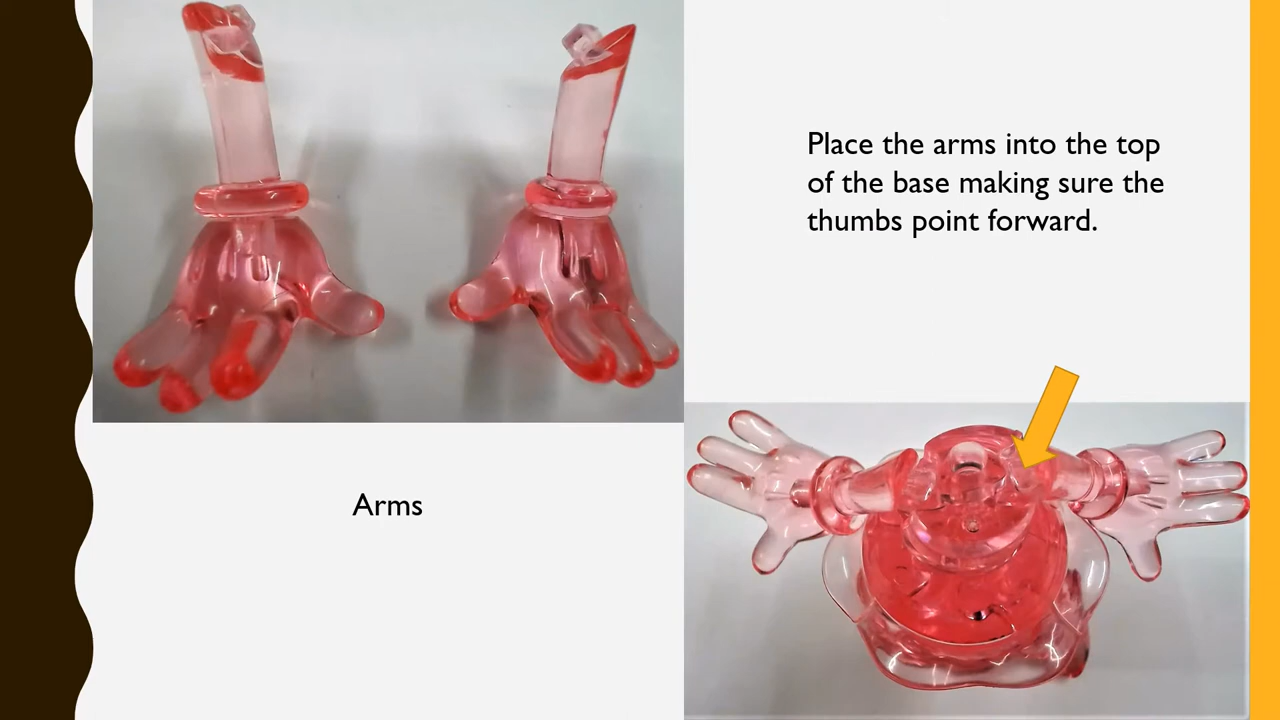 Place the arms into the top
of the base making sure the
thumbs point forward.
Arms